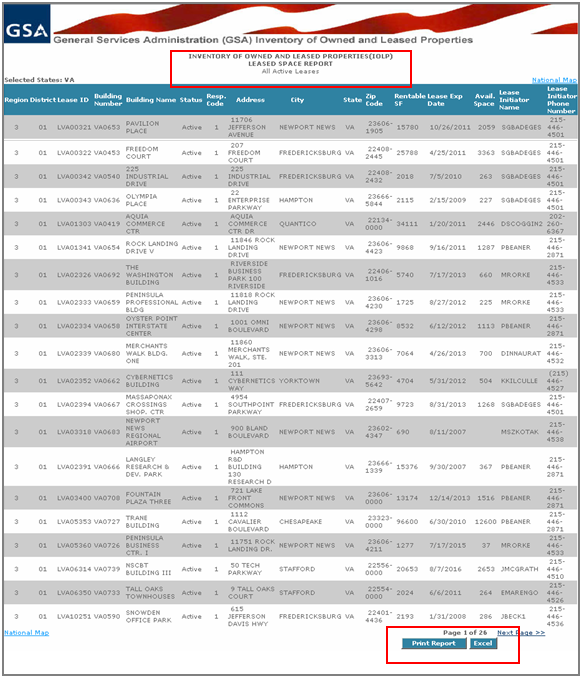 GSA
General Services Administration (GSA) Inventory of Owned and Leased Properties
INVENTORY OF OWNED AND LEASED PROPERTIES(IOLP)
LEASED SPACE REPORT
All Active Leases
Selected States: VA
National Map
Region District Lease ID Building Number Building Name Status Resp. Code Address City State Zip Code Rentable SF Lease Exp Date Avail. Space Lease Initiator Name Lease Initiator Phone Number
3 01 LVA00321 VA0653 PAVILION PLACE Active 1 11706 JEFFERSON AVENUE NEWPORT NEWS VA 23606-1905 15780 10/26/2011 2059 SGBADEGES 215-446-4501
3 01 LVA00322 VA0453 FREEDOM COURT Active 1 207 FREEDOM COURT FREDERICKSBURG VA 22408-2445 25788 4/25/2011 3363 SGBADEGES 215-446-4501
3 01 LVA00342 VA0540 225 INDUSTRIAL DRIVE Active 1 225 INDUSTRIAL DRIVE FREDERICKSBURG VA 22408-2432 2018 7/5/2010 263 SGBADEGES 215-446-4501
3 01 LVA00343 VA0636 OLYMPIA PLACE Active 1 22 ENTERPRISE PARKWAY HAMPTON VA 23666-5844 2115 2/15/2009 227 SGBADEGES 215-446-4501
3 01 LVA01303 VA0419 AQUIA COMMERCE CTR Active 1 AQUIA COMMERCE CTR DR QUANTICO VA 22134-0000 34111 1/20/2011 2446 DSCOGGIN2 202-260-6367
3 01 LVA01341 VA0654 ROCK LANDING DRIVE V Active 1 11846 ROCK LANDING DRIVE NEWPORT NEWS VA 23606-4423 9868 9/16/2011 1287 PBEANER 215-446-2871
3 01 LVA02326 VA0692 THE WASHINGTON BUILDING Active 1 RIVERSIDE BUSINESS PARK 100 RIVERSIDE FREDERICKSBURG VA 22406-1016 5740 7/17/2013 660 MRORKE 215-446-4533
3 01 LVA02333 VA0659 PENINSULA PROFESSIONAL BLDG Active 1 11818 ROCK LANDING DRIVE NEWPORT NEWS VA 23606-4230 1725 8/27/2012 225 MRORKE 215-446-4533
3 01 LVA02334 VA0658 OYSTER POINT INTERSTATE CENTER Active 1 1001 OMNI BOULEVARD NEWPORT NEWS VA 23606-4298 8532 6/12/2012 1113 PBEANER 215-446-2871
3 01 LVA02339 VA0680 MERCHANTS WALK BLDG. ONE Active 1 11860 MERCHANTS WALK, STE. 201 NEWPORT NEWS VA 23606-3313 7064 4/26/2013 700 DINNAURAT 215-446-4532
3 01 LVA02352 VA0662 CYBERNETICS BUILDING Active 1 111 CYBERNETICS WAY YORKTOWN VA 23693-5642 4704 5/31/2012 504 KKILCULLE (215) 446-4527
3 01 LVA02394 VA0667 MASSAPONAX CROSSINGS SHOP. CTR Active 1 4954 SOUTHPOINT PARKWAY FREDERICKSBURG VA 22407-2659 9723 8/31/2013 1268 SGBADEGES 215-446-4501
3 01 LVA03318 VA0683 NEWPORT NEWS REGIONAL AIRPORT Active 1 900 BLAND BOULEVARD NEWPORT NEWS VA 23602-4347 690 8/11/2007 MSZKOTAK 215-446-4538
3 01 LVA02391 VA0666 LANGLEY RESEARCH & DEV. PARK Active 1 HAMPTON R&D BUILDING 130 RESEARCH D HAMPTON VA 23666-1339 15376 9/30/2007 367 PBEANER 215-446-2871
3 01 LVA03400 VA0708 FOUNTAIN PLAZA THREE Active 1 721 LAKE FRONT COMMONS NEWPORT NEWS VA 23606-0000 13174 12/14/2013 1516 PBEANER 215-446-2871
3 01 LVA05353 VA0727 TRANE BUILDING Active 1 1112 CAVALIER BOULEVARD CHESAPEAKE VA 23323-0000 96600 6/30/2010 12600 PBEANER 215-446-2871
3 01 LVA05360 VA0726 PENINSULA BUSINESS CTR. I Active 1 11751 ROCK LANDING DR. NEWPORT NEWS VA 23606-4211 1277 7/17/2015 37 MRORKE 215-446-4533
3 01 LVA06314 VA0739 NSCBT BUILDING III Active 1 50 TECH PARKWAY STAFFORD VA 22556-0000 20653 8/7/2016 2653 JMCGRATH 215-446-4510
3 01 LVA06350 VA0733 TALL OAKS TOWNHOUSES Active 1 9 TALL OAKS COURT STAFFORD VA 22554-0000 2024 6/6/2011 264 EMARENGO 215-446-4526
3 01 LVA10251 VA0590 SNOWDEN OFFICE PARK Active 1 615 JEFFERSON DAVIS HWY FREDERICKSBURG VA 22401-4436 2193 1/31/2008 286 JBECK1 215-446-4536
National Map
Page 1 of 26 Next Page >>
Print Report Excel